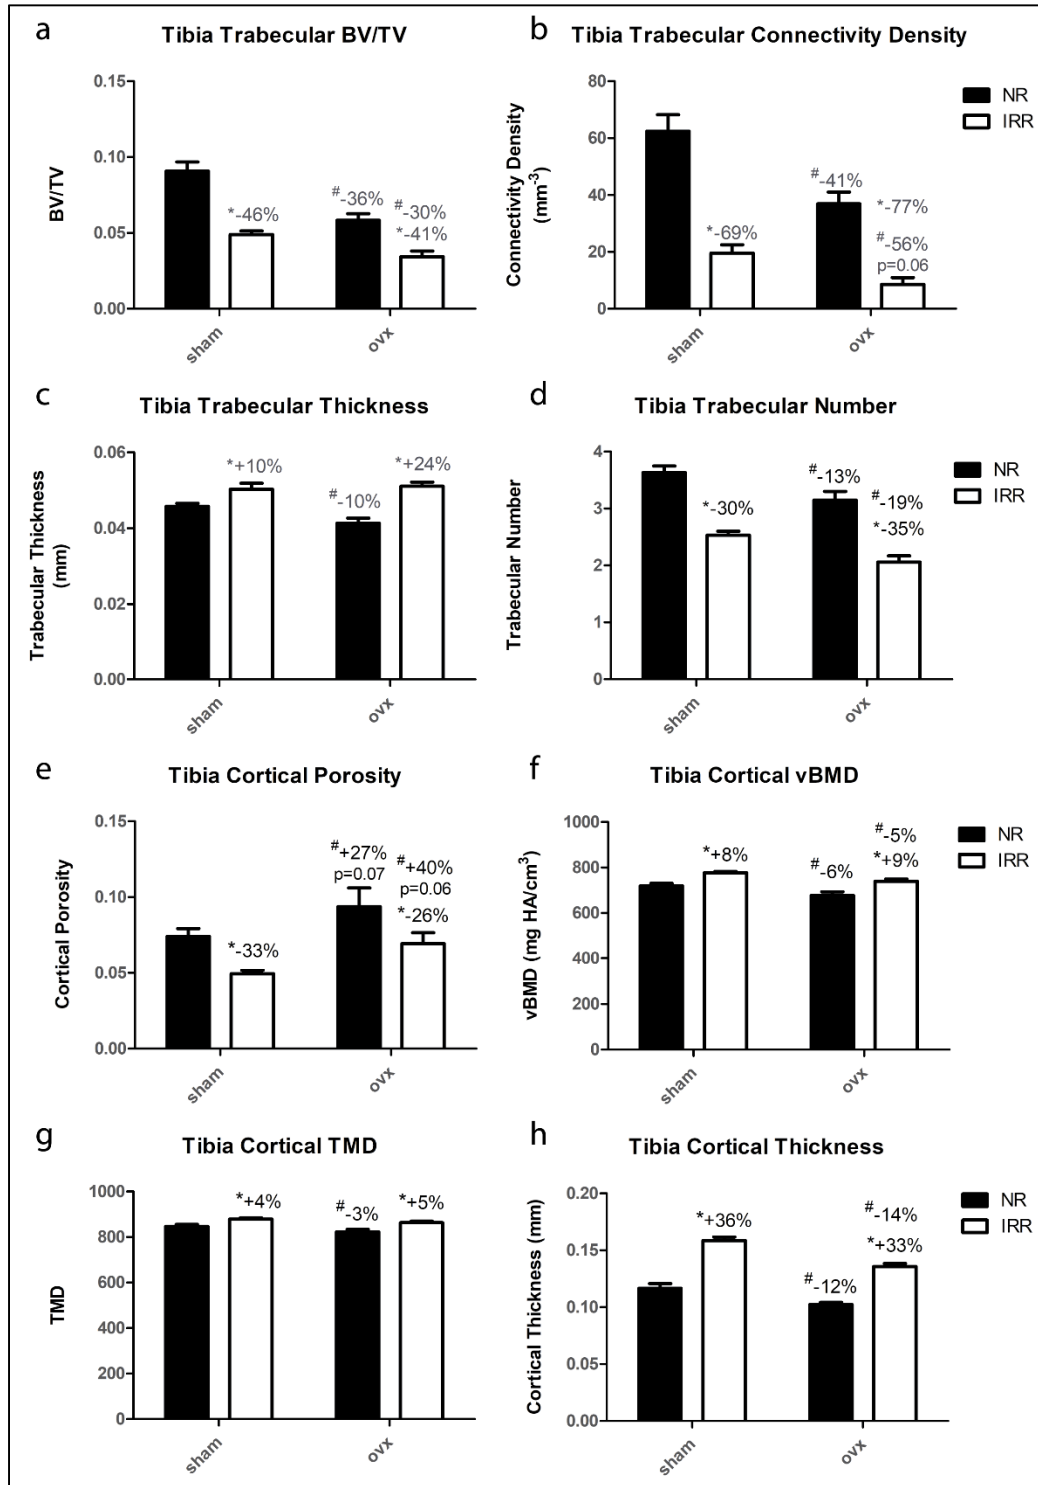 a Tibia Trabecular BV/TV
0.15
0.10
0.05
0.00
BV/TV
*-46%
#-36%
#-30%
*-41%
sham
ovx
b Tibia Trabecular Connectivity Density
80
60
40
20
0
Connectivity Density
(mm-3)
*-69%
#-41%
*-77%
#-56%
p=0.06
sham
ovx
NR
IRR
c Tibia Trabecular Thickness
0.06
0.04
0.02
0.00
Trabecular Thickness
(mm)
*+10%
#-10%
*+24%
sham
ovx
d Tibia Trabecular Number
4
3
2
1
0
Trabecular Number
*-30%
#-13%
#-19%
*-35%
sham
ovx
NR
IRR
e Tibia Cortical Porosity
0.15
0.10
0.05
0.00
Cortical Porosity
*-33%
#+27%
p=0.07
#+40%
p=0.06
*-26%
sham
ovx
f Tibia Cortical vBMD
1000
800
600
400
200
0
vBMD (mg HA/cm3)
*+8%
#-6%
#-5%
*+9%
sham
ovx
NR
IRR
g Tibia Cortical TMD
1000
800
600
400
200
0
TMD
*+4%
#-3%
*+5%
sham
ovx
h Tibia Cortical Thickness
0.20
0.15
0.10
0.05
0.00
Cortical Thickness (mm)
*+36%
#-12%
#-14%
*+33%
sham
ovx
NR
IRR